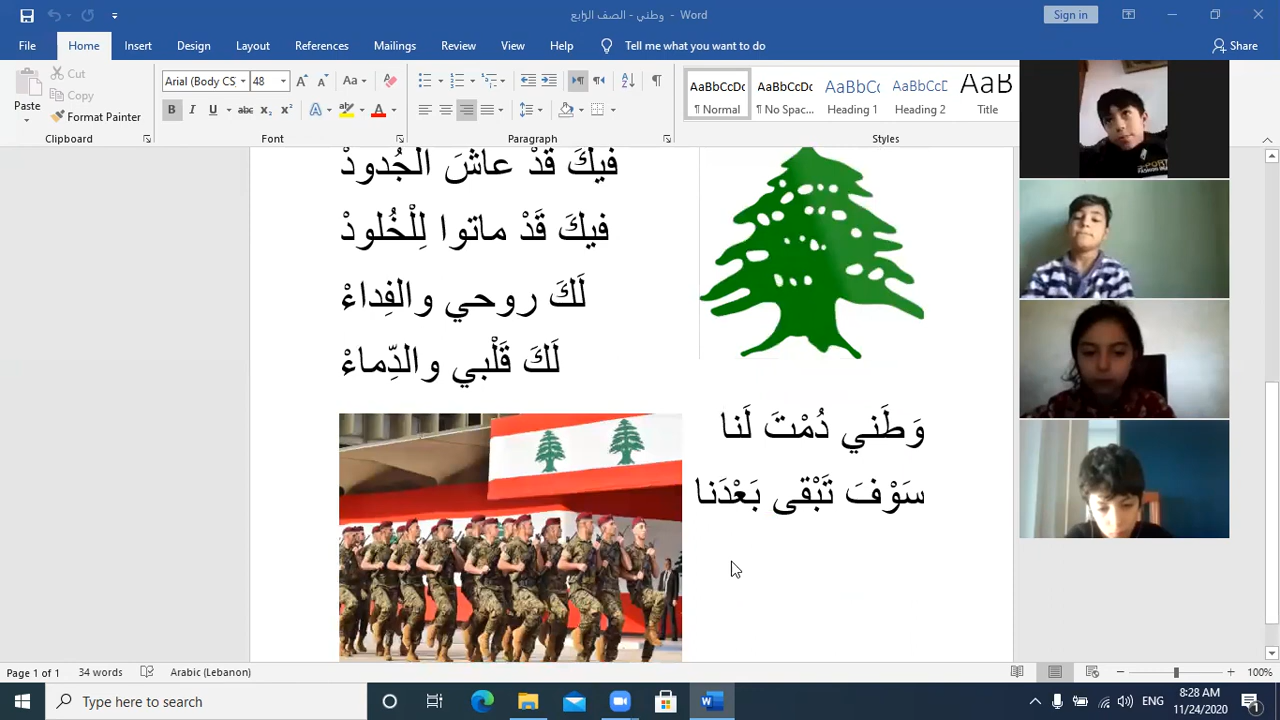 وطني - الصف الرابع - Word
Sign in
File Home Insert Design Layout References Mailings Review View Help Tell me what you want to do Share
Paste
Cut
Copy
Format Painter
Clipboard
Arial (Body CS 48
Font
Paragraph
AaBbCcDc AaBbCcDc AaBbCc AaBbCcD AaB
¶ Normal ¶ No Spac... Heading 1 Heading 2 Title
Styles
فيكَ قَدْ عاشَ الجُدودْ
فيكَ قَدْ ماتوا لِلْخُلودْ
لَكَ روحي والفِداءْ
لَكَ قَلْبي والدِّماءْ
وَطَني دُمْتَ لَنا
سَوْفَ تَبْقى بَعْدَنا
Page 1 of 1 34 words Arabic (Lebanon) 100%
Type here to search
ENG
8:28 AM
11/24/2020